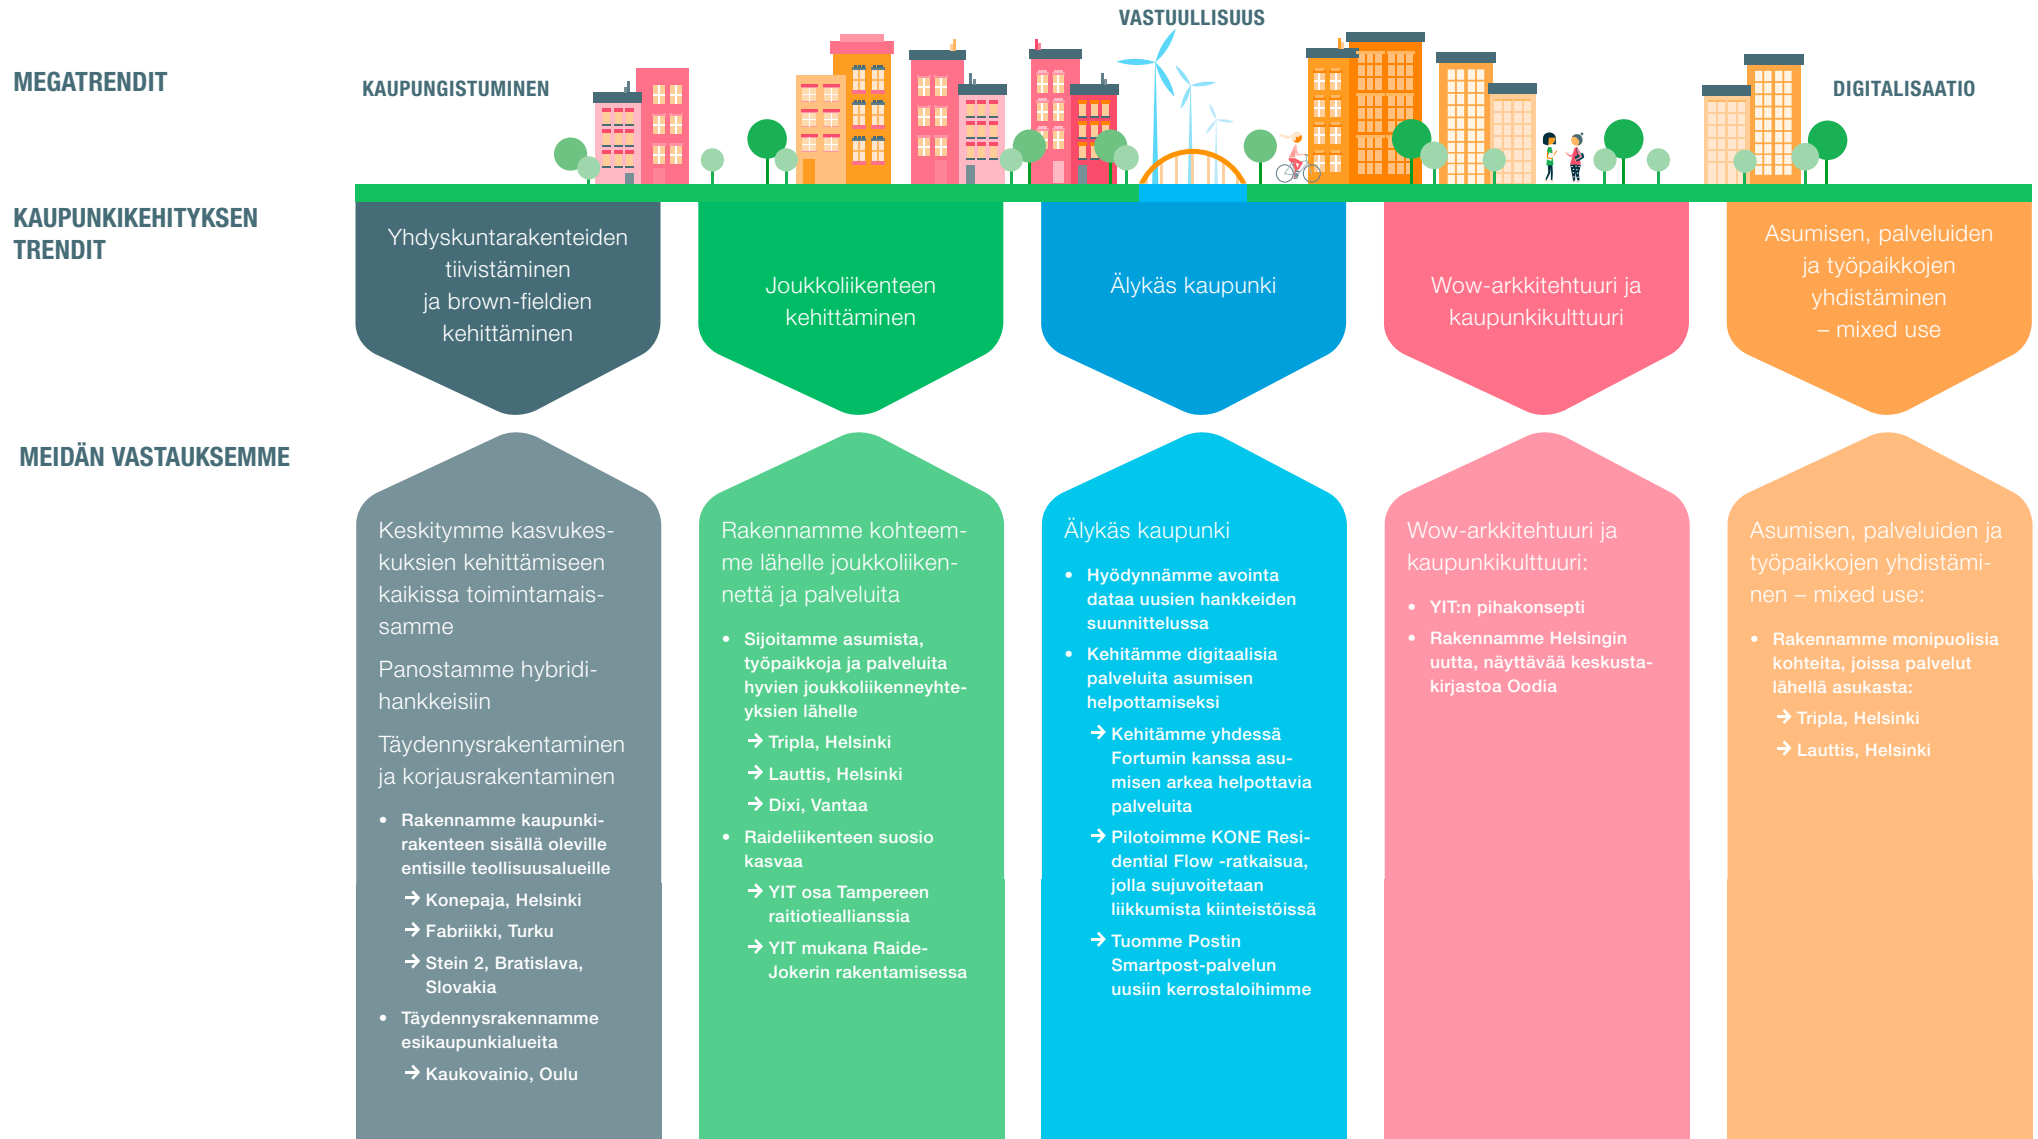 VASTUULLISUUS
MEGATRENDIT
KAUPUNGISTUMINEN
DIGITALISAATIO
KAUPUNKIKEHITYKSEN
TRENDIT
Yhdyskuntarakenteiden
tiivistäminen
ja brown-fieldien
kehittäminen
Joukkoliikenteen
kehittäminen
Älykäs kaupunki
Wow-arkkitehtuuri ja
kaupunkikulttuuri
Asumisen, palveluiden
ja työpaikkojen
yhdistäminen
– mixed use
MEIDÄN VASTAUKSEMME
Keskitymme kasvukes-
kuksien kehittämiseen
kaikissa toimintamais-
samme
Panostamme hybridi-
hankkeisiin
Täydennysrakentaminen
ja korjausrakentaminen
• Rakennamme kaupunki-
rakenteen sisällä oleville
entisille teollisuusalueille
→ Konepaja, Helsinki
→ Fabriikki, Turku
→ Stein 2, Bratislava,
Slovakia
• Täydennysrakennamme
esikaupunkialueita
→ Kaukovainio, Oulu
Rakennamme kohteem-
me lähelle joukkoliiken-
nettä ja palveluita
• Sijoitamme asumista,
työpaikkoja ja palveluita
hyvien joukkoliikenneyhte-
yksien lähelle
→ Tripla, Helsinki
→ Lauttis, Helsinki
→ Dixi, Vantaa
• Raideliikenteen suosio
kasvaa
→ YIT osa Tampereen
raitiotieallianssia
→ YIT mukana Raide-
Jokerin rakentamisessa
Älykäs kaupunki
• Hyödynnämme avointa
dataa uusien hankkeiden
suunnittelussa
• Kehitämme digitaalisia
palveluita asumisen
helpottamiseksi
→ Kehitämme yhdessä
Fortumin kanssa asu-
misen arkea helpottavia
palveluita
→ Pilotoimme KONE Resi-
dential Flow -ratkaisua,
jolla sujuvoitetaan
liikkumista kiinteistöissä
→ Tuomme Postin
Smartpost-palvelun
uusiin kerrostaloihimme
Wow-arkkitehtuuri ja
kaupunkikulttuuri:
• YIT:n pihakonsepti
• Rakennamme Helsingin
uutta, näyttävää keskusta-
kirjastoa Oodia
Asumisen, palveluiden ja
työpaikkojen yhdistämi-
nen – mixed use:
• Rakennamme monipuolisia
kohteita, joissa palvelut
lähellä asukasta:
→ Tripla, Helsinki
→ Lauttis, Helsinki